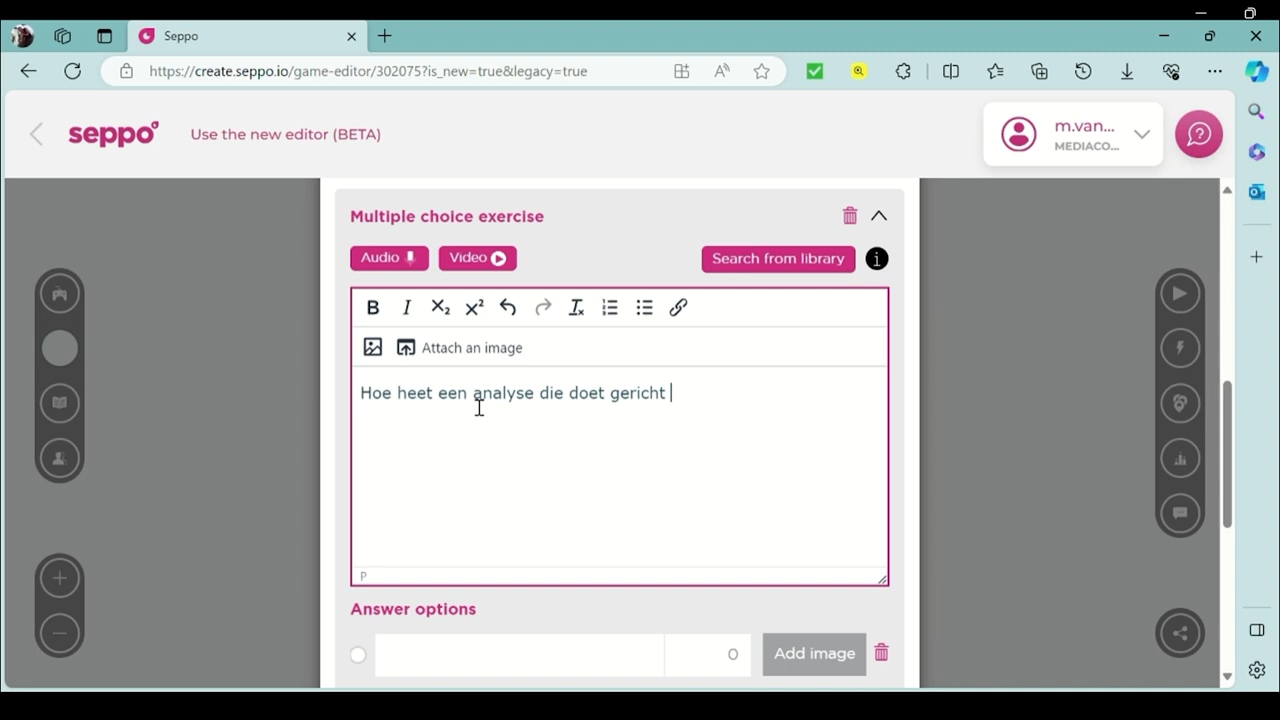 Seppo
https://create.seppo.io/game-editor/302075?is_new=true&legacy=true
seppo
Use the new editor (BETA)
m.van...
MEDIACO...
Multiple choice exercise
Audio
Video
Search from library
Attach an image
Hoe heet een analyse die doet gericht
P
Answer options
0
Add image